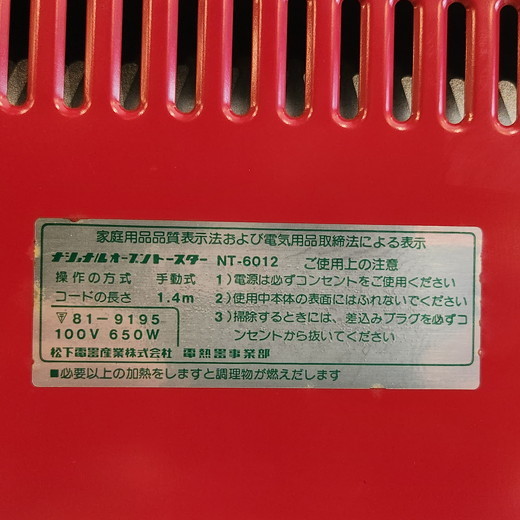 家庭用品品質表示法および電気用品取締法による表示
ナショナルオーブントースター NT-6012 ご使用上の注意
操作の方式 手動式 1)電源は必ずコンセントをご使用ください
コードの長さ 1.4m 2)使用中本体の表面にはふれないでください
▽ 81-9195 3)掃除するときには、差込みプラグを必ずコ
100V 650W ンセントから抜いてください
松下電器産業株式会社 電熱器事業部
■必要以上の加熱をしますと調理物が燃えだします